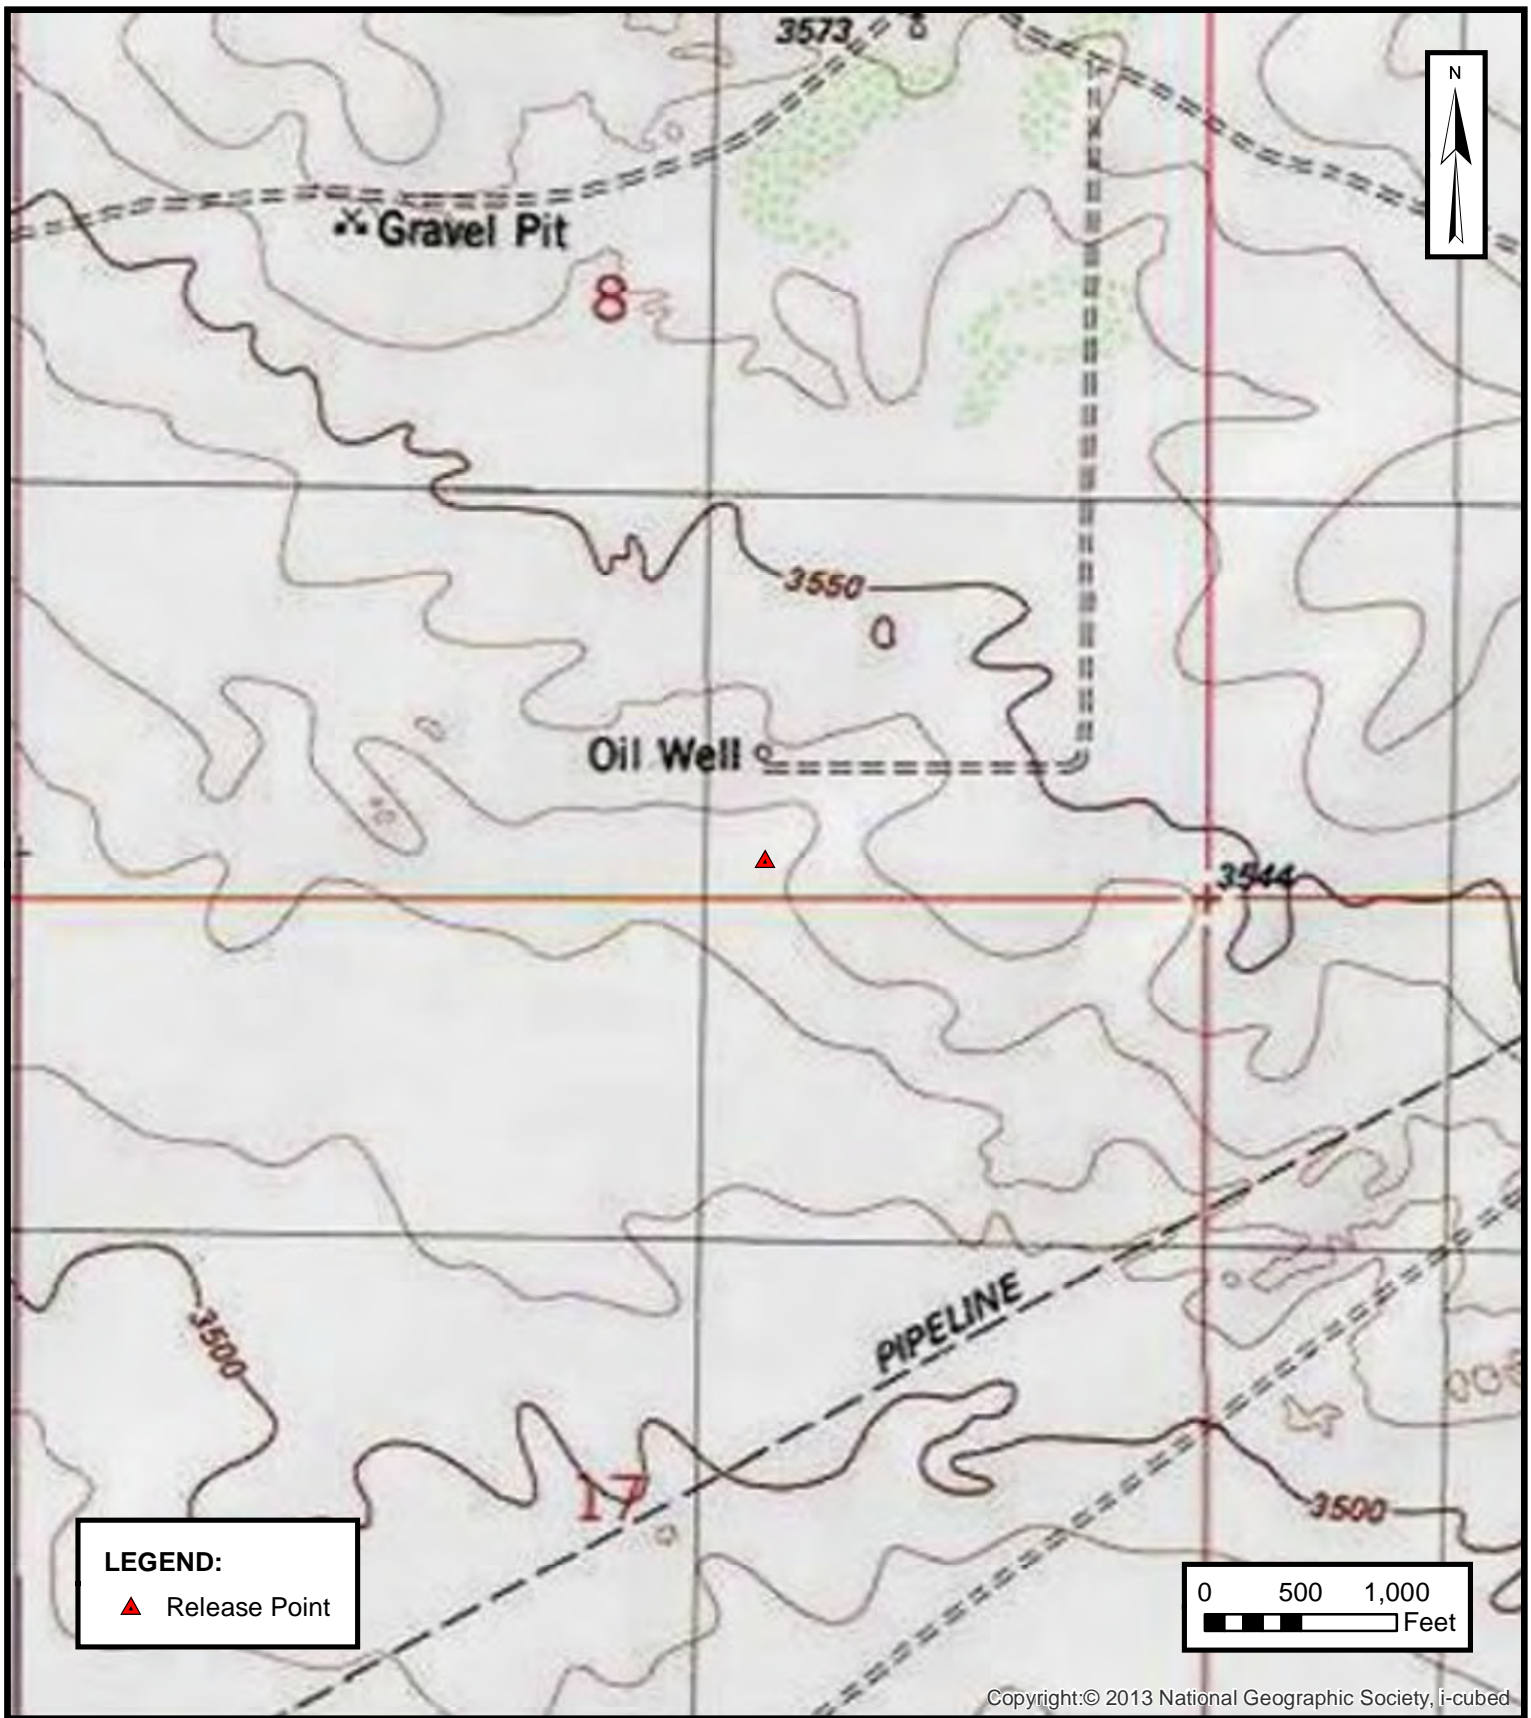 3573
N
Gravel Pit
8
3550
Oil Well
3544
PIPELINE
3500
17
3500
LEGEND:
Release Point
0 500 1,000
Feet
Copyright:© 2013 National Geographic Society, i-cubed